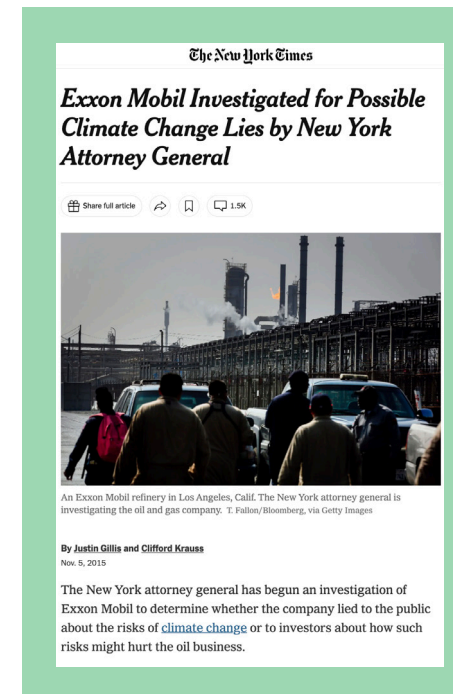 The New York Times
Exxon Mobil Investigated for Possible
Climate Change Lies by New York
Attorney General
Share full article
1.5K
An Exxon Mobil refinery in Los Angeles, Calif. The New York attorney general is
investigating the oil and gas company. T. Fallon/Bloomberg, via Getty Images
By Justin Gillis and Clifford Krauss
Nov. 5, 2015
The New York attorney general has begun an investigation of
Exxon Mobil to determine whether the company lied to the public
about the risks of climate change or to investors about how such
risks might hurt the oil business.